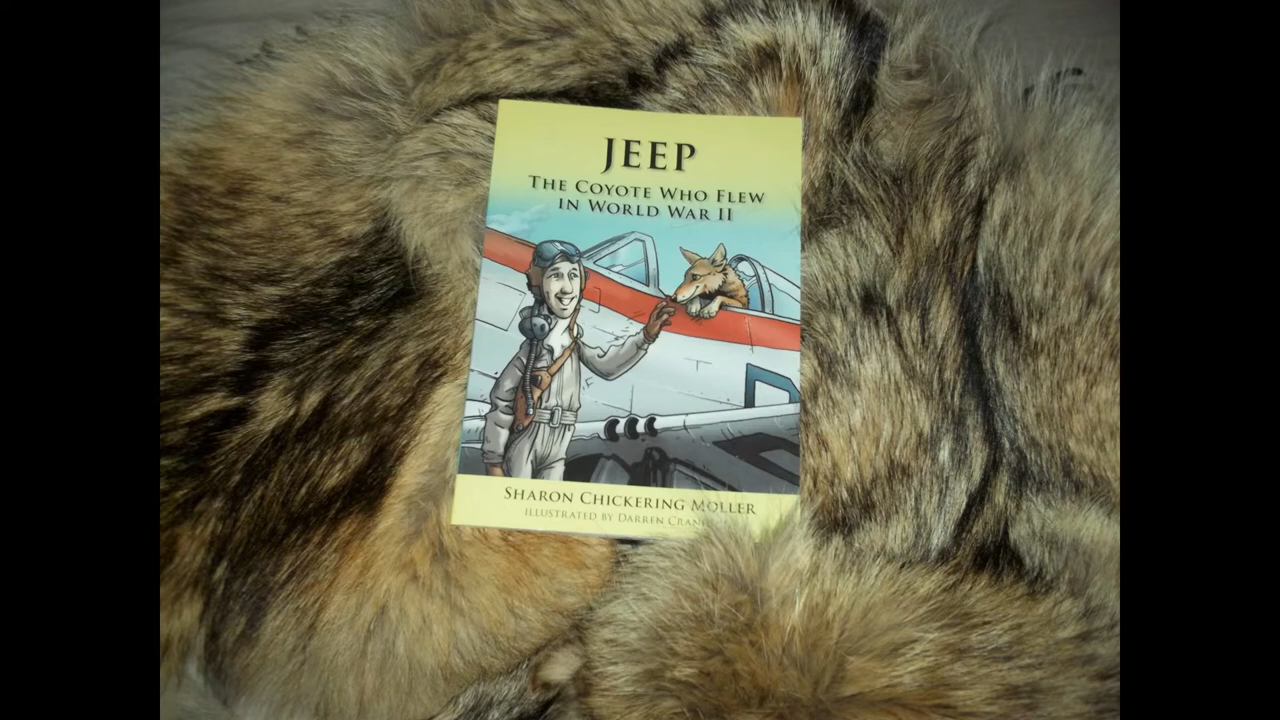 JEEP
THE COYOTE WHO FLEW
IN WORLD WAR II
SHARON CHICKERING MOLLER
ILLUSTRATED BY DARREN